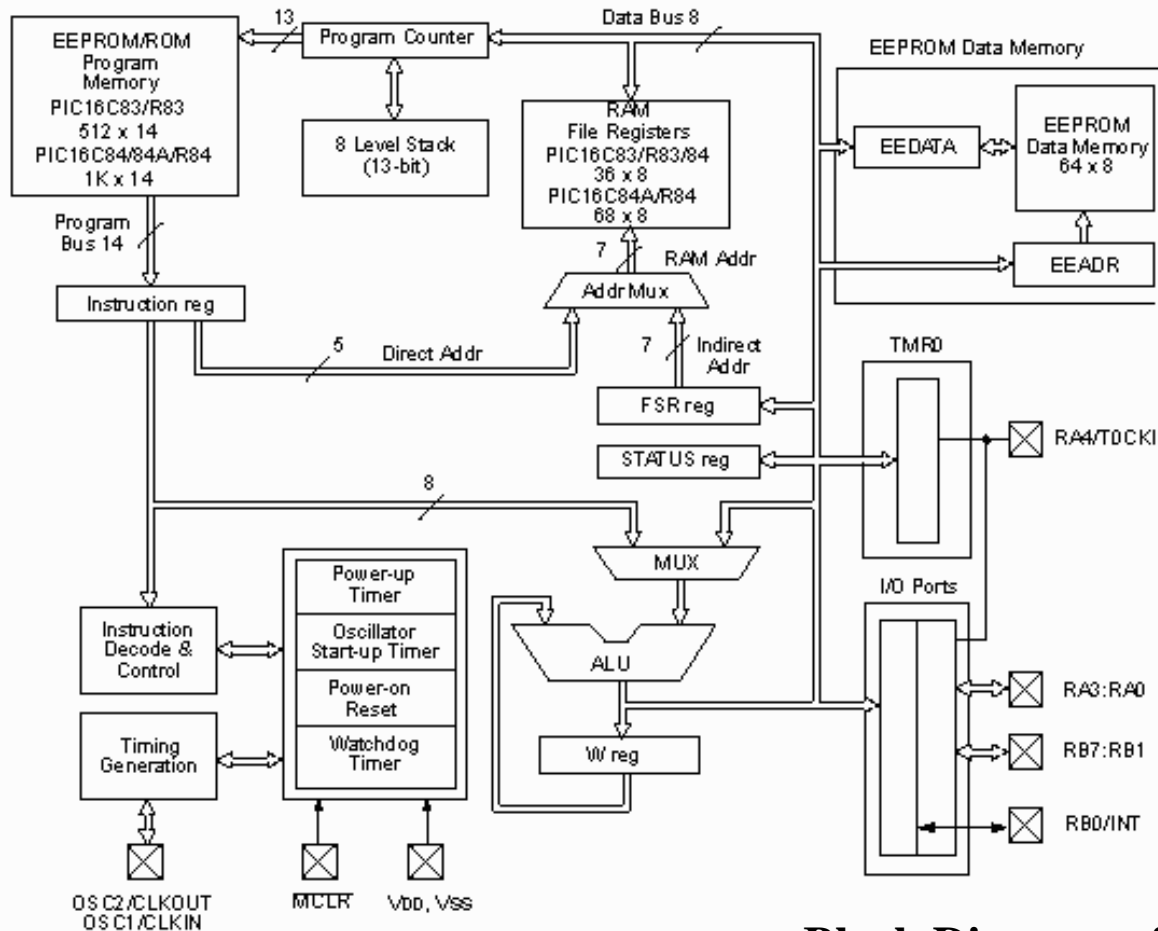 13
Data Bus 8
EEPROM/ROM
Program
Memory
PIC16C83/R83
512 x 14
PIC16C84/84A/R84
1K x 14
Program Counter
8 Level Stack
(13-bit)
RAM
File Registers
PIC16C83/R83/84
36 x 8
PIC16C84A/R84
68 x 8
EEPROM Data Memory
EEDATA
EEPROM
Data Memory
64 x 8
EEADR
Program
Bus 14
7
RAM Addr
Addr Mux
Instruction reg
5
Direct Addr
7
Indirect
Addr
FSR reg
STATUS reg
TMR0
RA4/T0CKI
8
MUX
ALU
W reg
Power-up
Timer
Oscillator
Start-up Timer
Power-on
Reset
Watchdog
Timer
Instruction
Decode &
Control
Timing
Generation
I/O Ports
RA3:RA0
RB7:RB1
RB0/INT
OSC2/CLKOUT
OSC1/CLKIN
MCLR
VDD, VSS